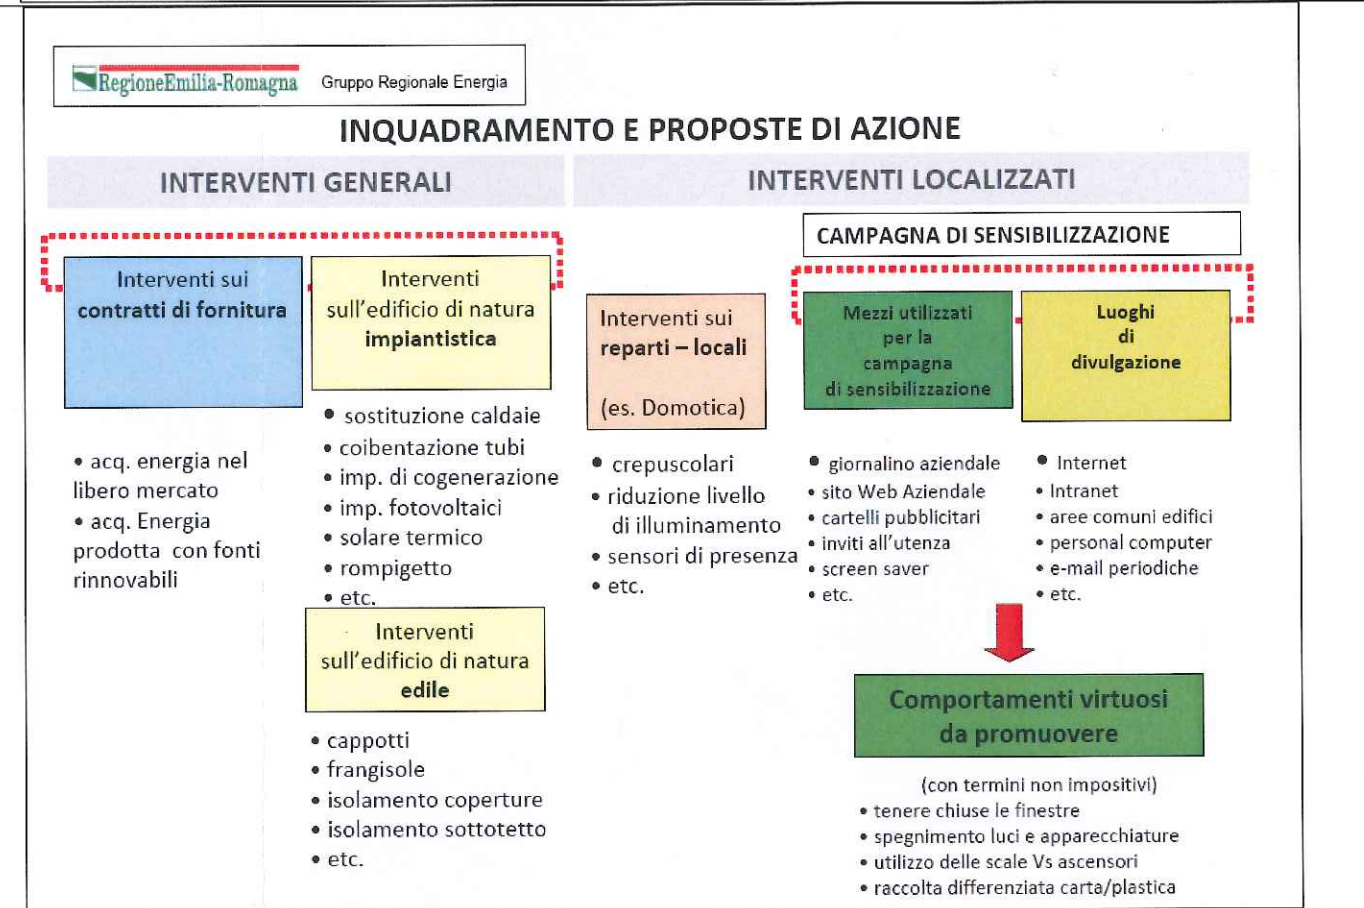 RegioneEmilia-Romagna Gruppo Regionale Energia
INQUADRAMENTO E PROPOSTE DI AZIONE
INTERVENTI GENERALI
INTERVENTI LOCALIZZATI
Interventi sui
contratti di fornitura
• acq. energia nel
libero mercato
• acq. Energia
prodotta con fonti
rinnovabili
Interventi
sull'edificio di natura
impiantistica
• sostituzione caldaie
• coibentazione tubi
• imp. di cogenerazione
• imp. fotovoltaici
• solare termico
• rompigetto
• etc.
Interventi
sull'edificio di natura
edile
• cappotti
• frangisole
• isolamento coperture
• isolamento sottotetto
• etc.
Interventi sui
reparti – locali
(es. Domotica)
• crepuscolari
• riduzione livello
di illuminamento
• sensori di presenza
• etc.
CAMPAGNA DI SENSIBILIZZAZIONE
Mezzi utilizzati
per la
campagna
di sensibilizzazione
• giornalino aziendale
• sito Web Aziendale
• cartelli pubblicitari
• inviti all'utenza
• screen saver
• etc.
Luoghi
di
divulgazione
• Internet
• Intranet
• aree comuni edifici
• personal computer
• e-mail periodiche
• etc.
Comportamenti virtuosi
da promuovere
(con termini non impositivi)
• tenere chiuse le finestre
• spegnimento luci e apparecchiature
• utilizzo delle scale Vs ascensori
• raccolta differenziata carta/plastica